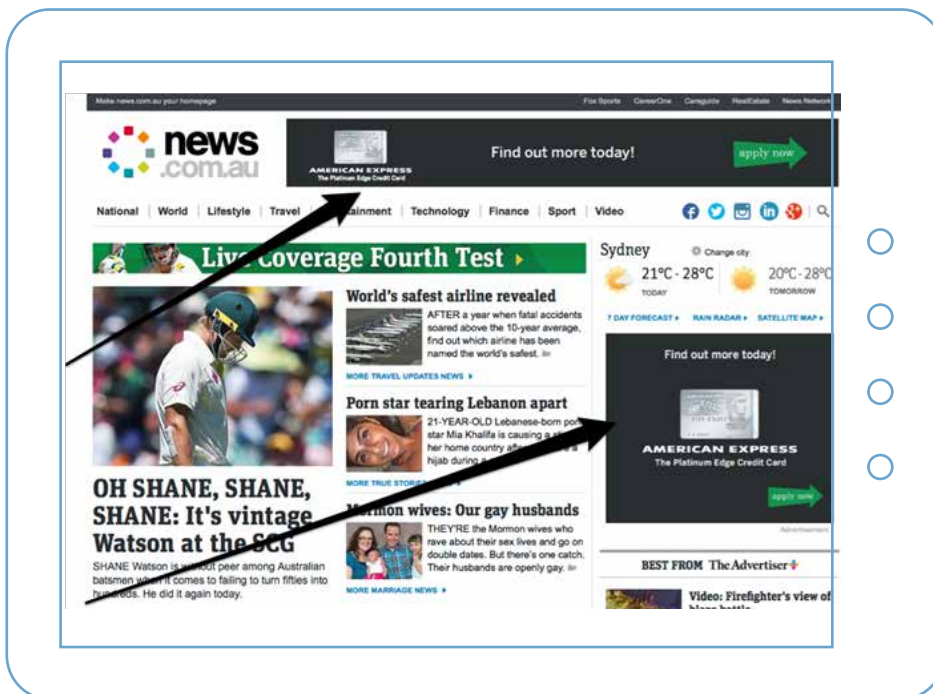 Make news.com.au your homepage
Fox Sports CareerOne Carsguide RealEstate News Network
news
.com.au
AMERICAN EXPRESS
The Platinum Edge Credit Card
Find out more today!
apply now
National World Lifestyle Travel tainment Technology Finance Sport Video
Live Coverage Fourth Test
Sydney
Change city
21°C - 28°C
TODAY
20°C - 28°C
TOMORROW
7 DAY FORECAST RAIN RADAR SATELLITE MAP
OH SHANE, SHANE,
SHANE: It's vintage
Watson at the SCG
SHANE Watson is without peer among Australian
batsmen when it comes to failing to turn fifties into
hundreds. He did it again today.
World's safest airline revealed
AFTER a year when fatal accidents
soared above the 10-year average,
find out which airline has been
named the world's safest.
MORE TRAVEL UPDATES NEWS
Porn star tearing Lebanon apart
21-YEAR-OLD Lebanese-born porn
star Mia Khalifa is causing a
her home country a
hijab during a
MORE TRUE STORIES
Mormon wives: Our gay husbands
THEY'RE the Mormon wives who
rave about their sex lives and go on
double dates. But there's one catch.
Their husbands are openly gay.
MORE MARRIAGE NEWS
Find out more today!
AMERICAN EXPRESS
The Platinum Edge Credit Card
apply now
Advertisement
BEST FROM The Advertiser
Video: Firefighter's view of